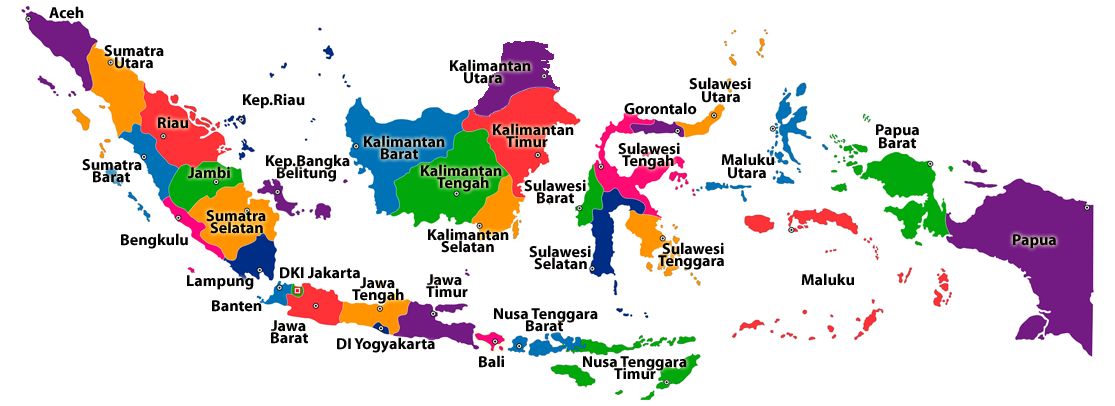 Aceh
Sumatra
Utara
Riau
Kep.Riau
Sumatra
Barat
Jambi
Kep.Bangka
Belitung
Sumatra
Selatan
Bengkulu
Lampung
DKI Jakarta
Banten
Jawa
Barat
Jawa
Tengah
DI Yogyakarta
Jawa
Timur
Bali
Nusa Tenggara
Barat
Nusa Tenggara
Timur
Kalimantan
Utara
Kalimantan
Barat
Kalimantan
Timur
Kalimantan
Tengah
Kalimantan
Selatan
Gorontalo
Sulawesi
Utara
Sulawesi
Tengah
Sulawesi
Barat
Sulawesi
Selatan
Sulawesi
Tenggara
Maluku
Utara
Maluku
Papua
Barat
Papua